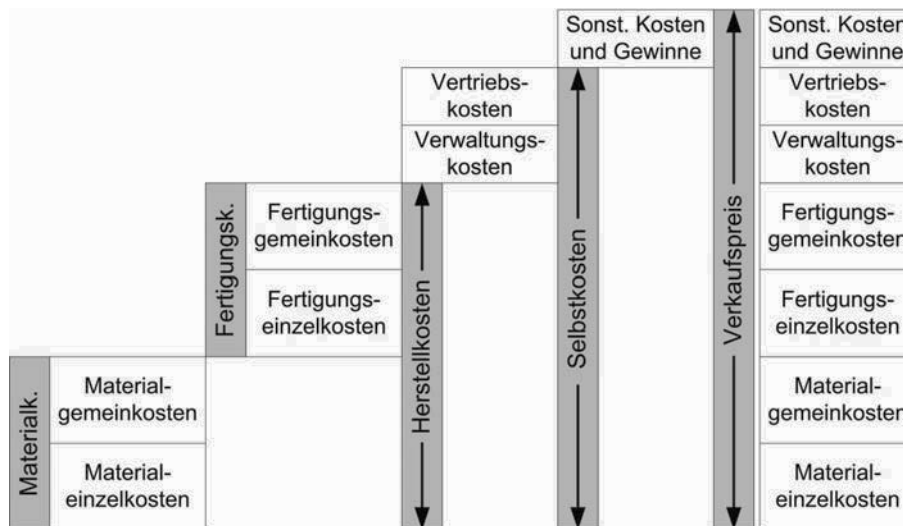 Sonst. Kosten
und Gewinne
Sonst. Kosten
und Gewinne
Vertriebs-
kosten
Vertriebs-
kosten
Verwaltungs-
kosten
Verwaltungs-
kosten
Fertigungsk.
Fertigungs-
gemeinkosten
Fertigungs-
einzelkosten
Herstellkosten
Selbstkosten
Verkaufspreis
Fertigungs-
gemeinkosten
Fertigungs-
einzelkosten
Materialk.
Material-
gemeinkosten
Material-
einzelkosten
Material-
gemeinkosten
Material-
einzelkosten